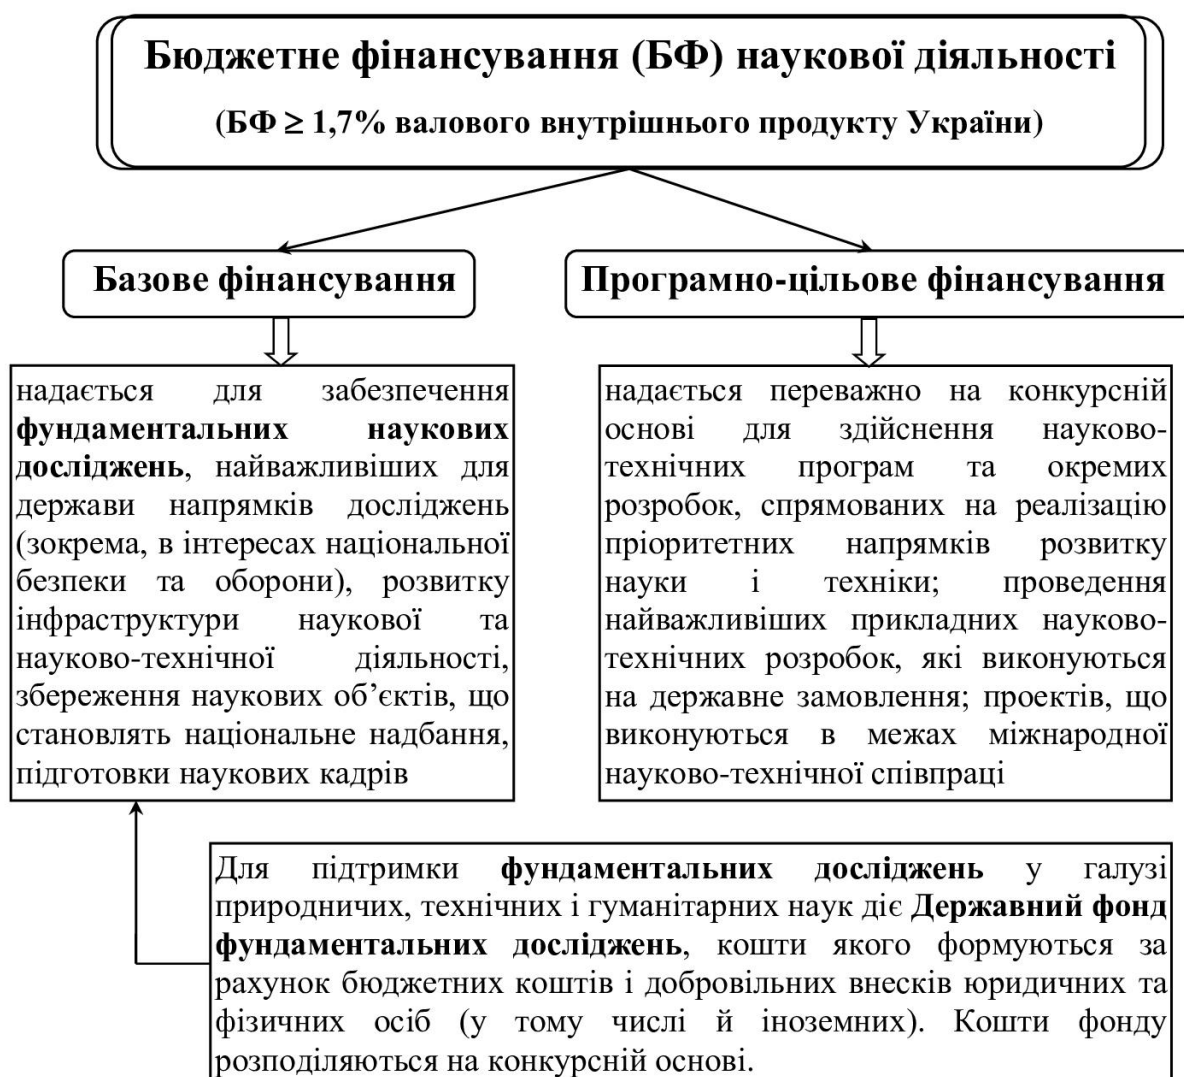 Бюджетне фінансування (БФ) наукової діяльності
(БФ ≥ 1,7% валового внутрішнього продукту України)
Базове фінансування
Програмно-цільове фінансування
надається для забезпечення
фундаментальних наукових
досліджень, найважливіших для
держави напрямків досліджень
(зокрема, в інтересах національної
безпеки та оборони), розвитку
інфраструктури наукової та
науково-технічної діяльності,
збереження наукових об’єктів, що
становлять національне надбання,
підготовки наукових кадрів
надається переважно на конкурсній
основі для здійснення науково-
технічних програм та окремих
розробок, спрямованих на реалізацію
пріоритетних напрямків розвитку
науки і техніки; проведення
найважливіших прикладних науково-
технічних розробок, які виконуються
на державне замовлення; проектів, що
виконуються в межах міжнародної
науково-технічної співпраці
Для підтримки фундаментальних досліджень у галузі
природничих, технічних і гуманітарних наук діє Державний фонд
фундаментальних досліджень, кошти якого формуються за
рахунок бюджетних коштів і добровільних внесків юридичних та
фізичних осіб (у тому числі й іноземних). Кошти фонду
розподіляються на конкурсній основі.